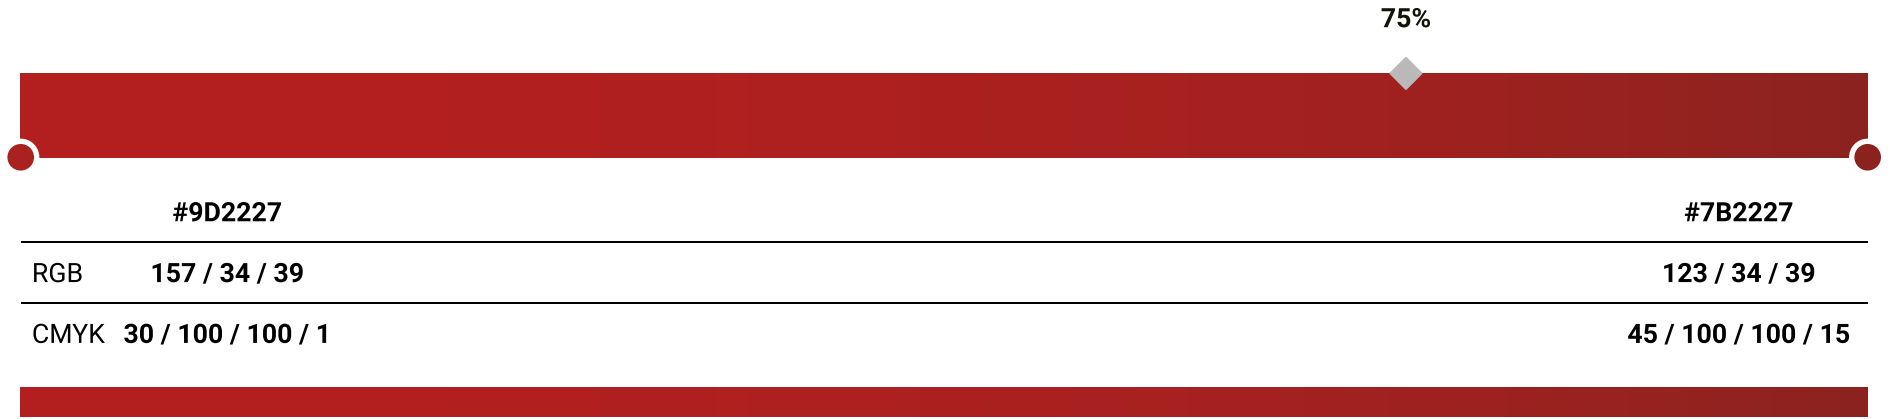 75%
#9D2227 #7B2227
RGB 157 / 34 / 39 123 / 34 / 39
CMYK 30 / 100 / 100 / 1 45 / 100 / 100 / 15